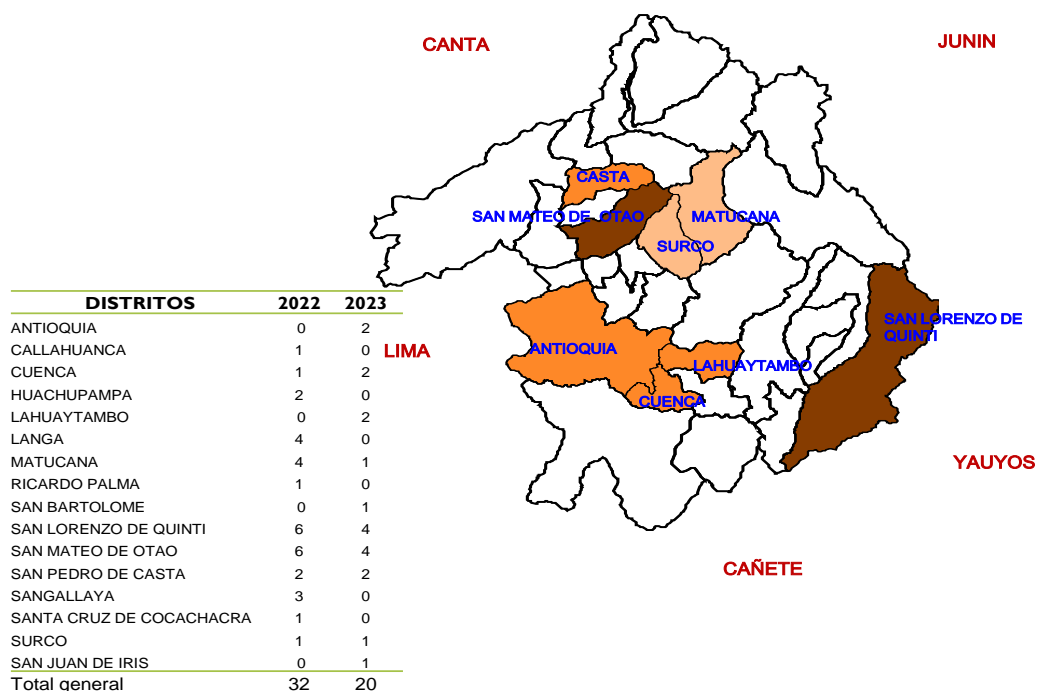 CANTA
JUNIN
CASTA
SAN MATEO DE OTAO
MATUCANA
SURCO
SAN LORENZO DE
QUINTI
ANTIOQUIA
LAHUAYTAMBO
CUENCA
LIMA
YAUYOS
CAÑETE
DISTRITOS 2022 2023
ANTIOQUIA 0 2
CALLAHUANCA 1 0
CUENCA 1 2
HUACHUPAMPA 2 0
LAHUAYTAMBO 0 2
LANGA 4 0
MATUCANA 4 1
RICARDO PALMA 1 0
SAN BARTOLOME 0 1
SAN LORENZO DE QUINTI 6 4
SAN MATEO DE OTAO 6 4
SAN PEDRO DE CASTA 2 2
SANGALLAYA 3 0
SANTA CRUZ DE COCACHACRA 1 0
SURCO 1 1
SAN JUAN DE IRIS 0 1
Total general 32 20